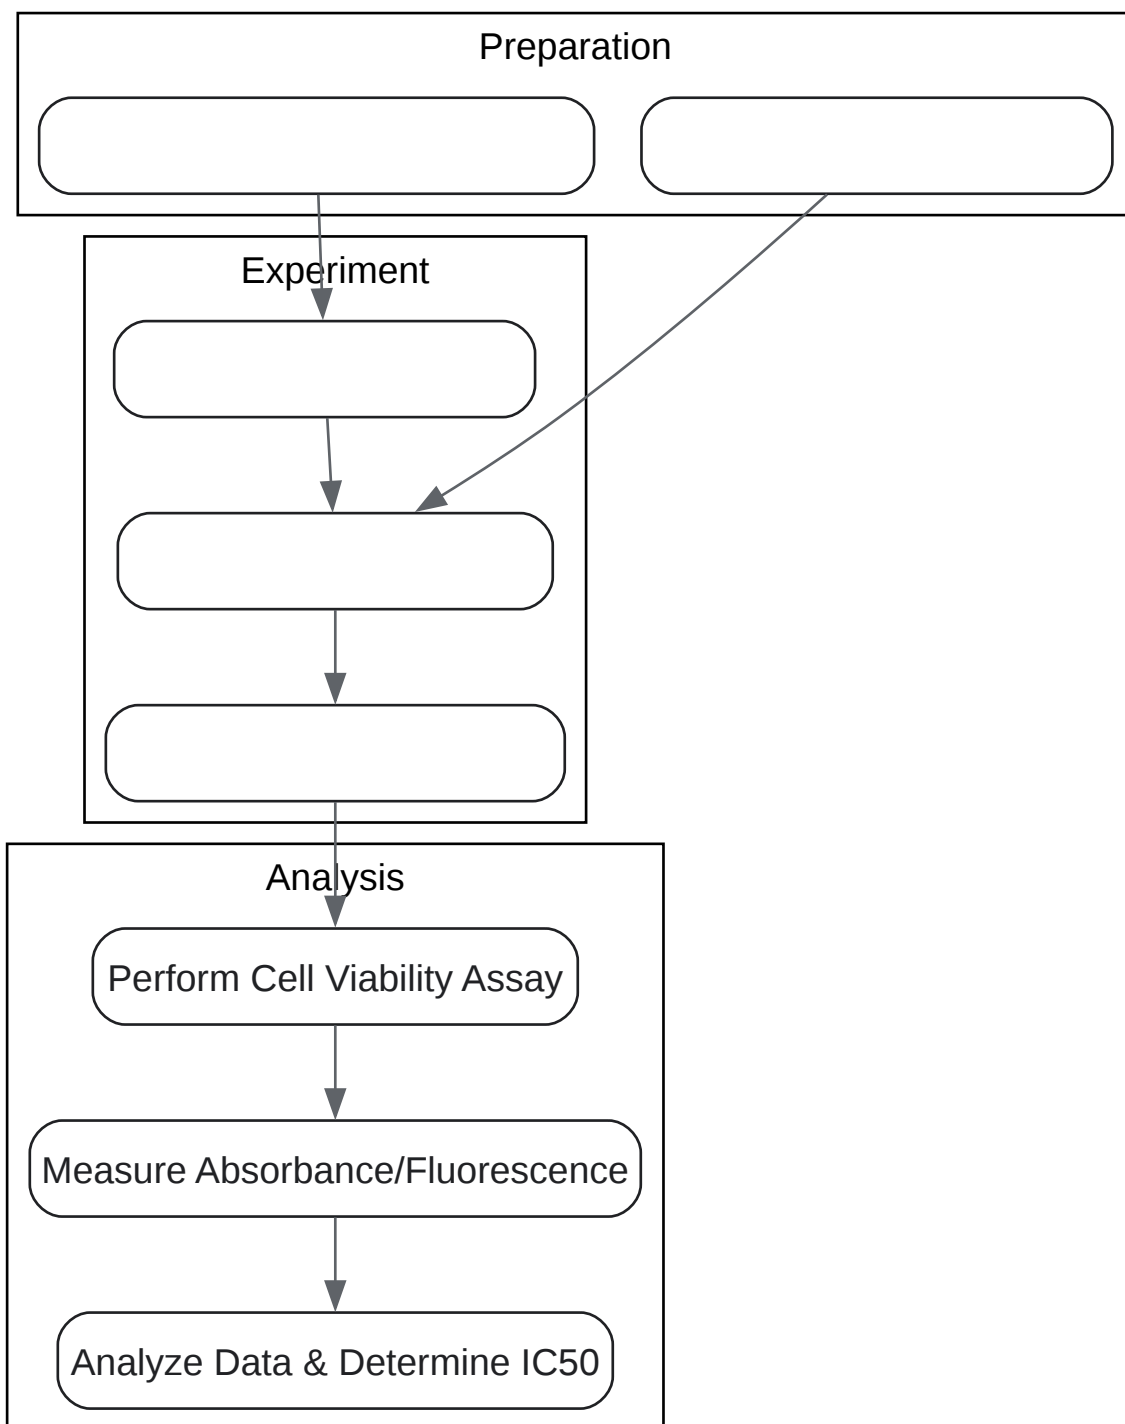 Preparation
Experiment
Analysis
Perform Cell Viability Assay
Measure Absorbance/Fluorescence
Analyze Data & Determine IC50